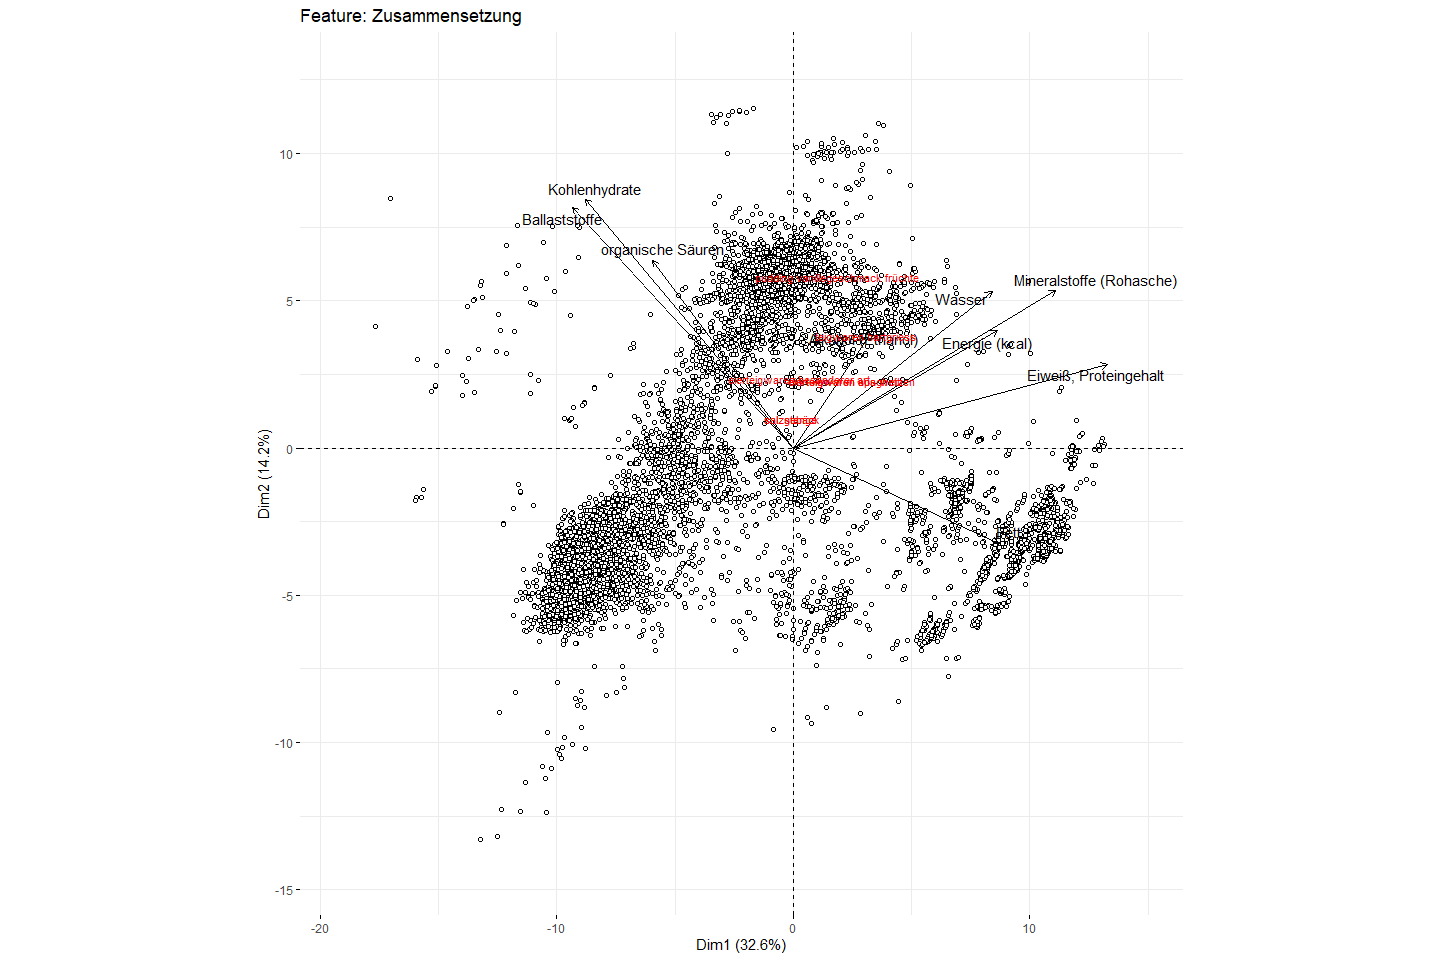 Feature: Zusammensetzung
10
Kohlenhydrate
Ballaststoffe
organische Säuren
Mineralstoffe (Rohasche)
5
Wasser
Energie (kcal)
Eiweiß, Proteingehalt
0
Dim2 (14.2%)
-5
-10
-15
-20
-10
0
10
Dim1 (32.6%)